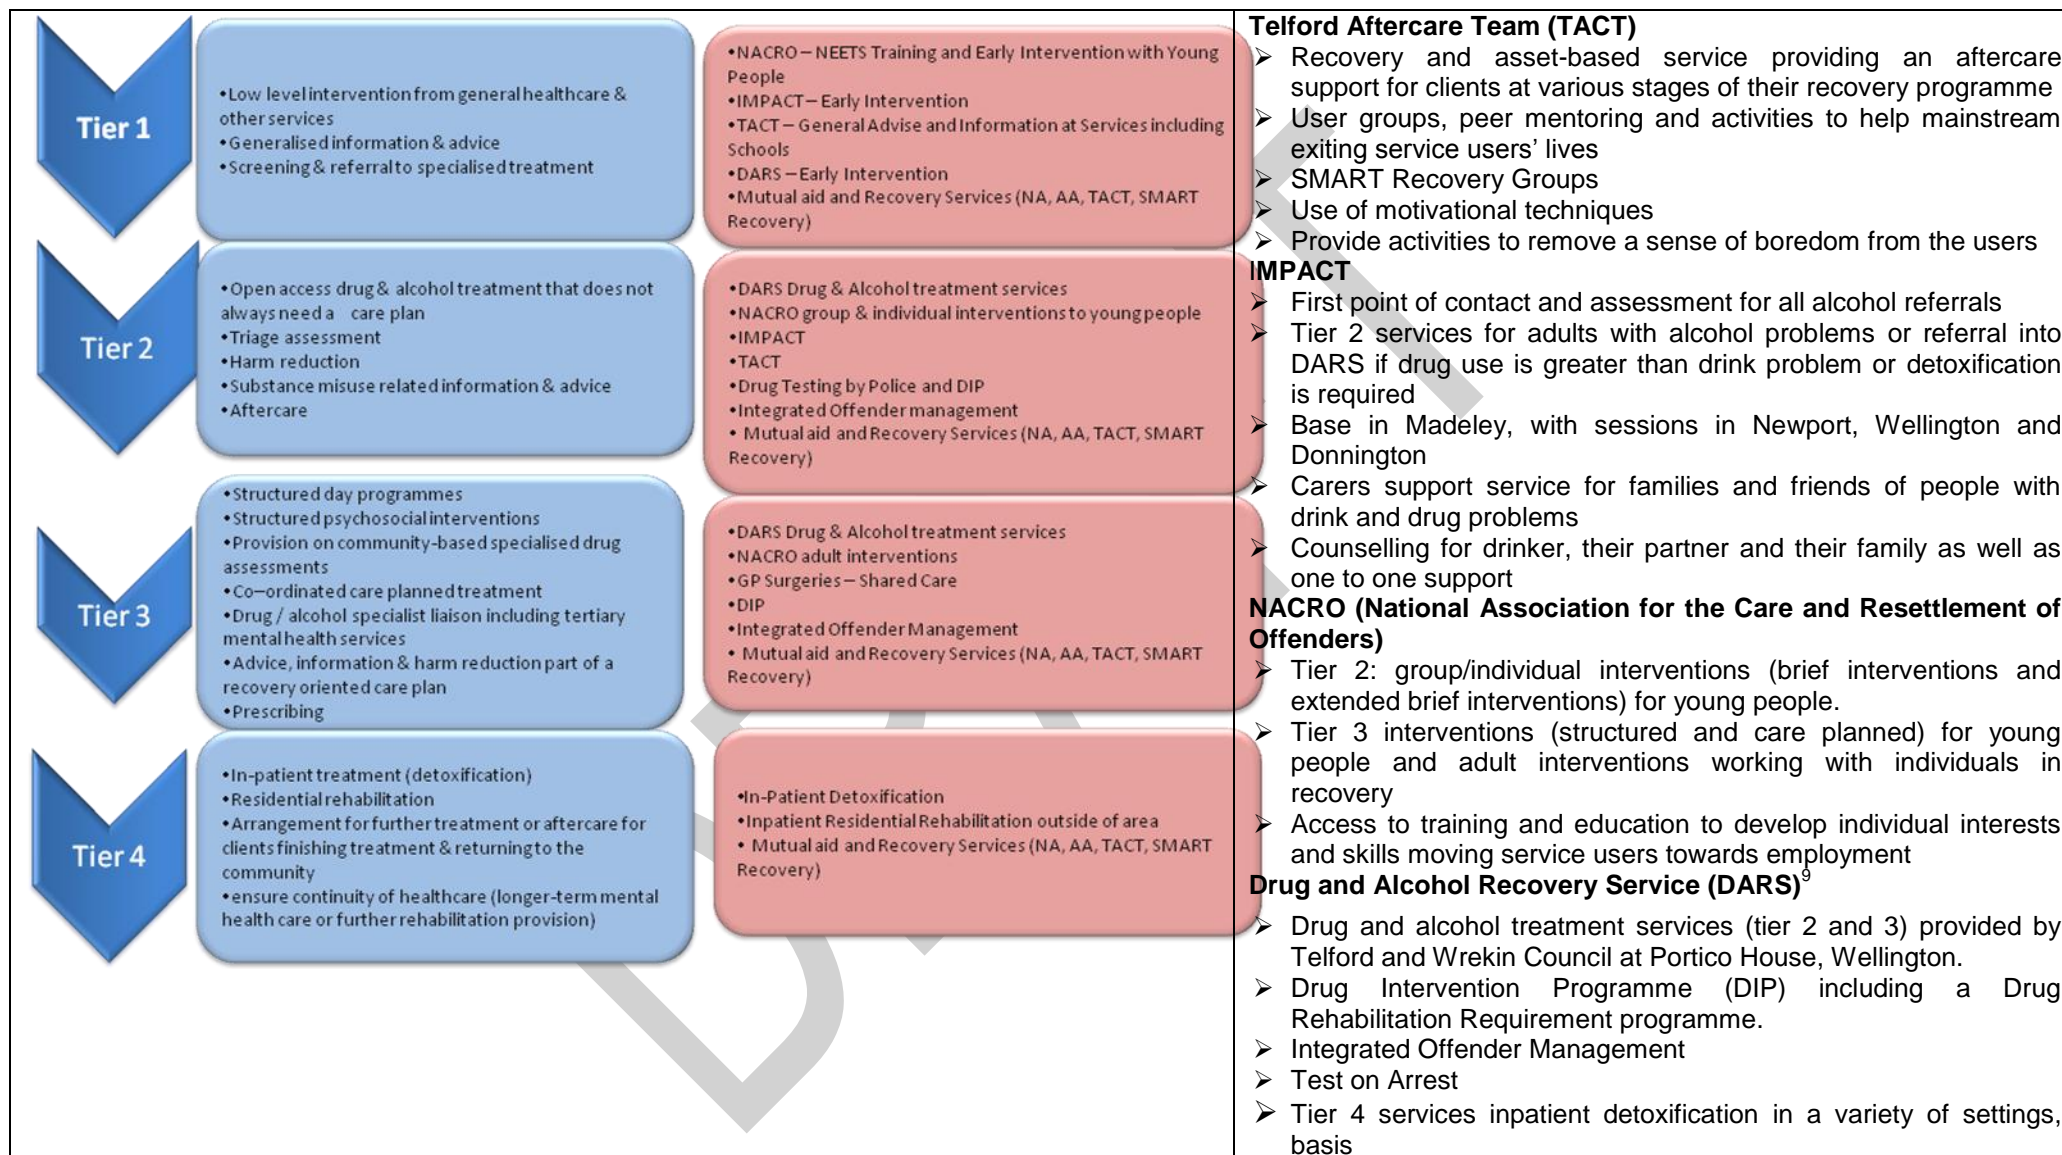 Tier 1
•Low level intervention from general healthcare &
other services
•Generalised information & advice
•Screening & referral to specialised treatment
•NACRO – NEETS Training and Early Intervention with Young
People
•IMPACT – Early Intervention
•TACT – General Advise and Information at Services including
Schools
•DARS – Early Intervention
•Mutual aid and Recovery Services (NA, AA, TACT, SMART
Recovery)
Tier 2
•Open access drug & alcohol treatment that does not
always need a care plan
•Triage assessment
•Harm reduction
•Substance misuse related information & advice
•Aftercare
•DARS Drug & Alcohol treatment services
•NACRO group & individual interventions to young people
•IMPACT
•TACT
•Drug Testing by Police and DIP
•Integrated Offender management
• Mutual aid and Recovery Services (NA, AA, TACT, SMART
Recovery)
Tier 3
•Structured day programmes
•Structured psychosocial interventions
•Provision on community-based specialised drug
assessments
•Co–ordinated care planned treatment
•Drug / alcohol specialist liaison including tertiary
mental health services
•Advice, information & harm reduction part of a
recovery oriented care plan
•Prescribing
•DARS Drug & Alcohol treatment services
•NACRO adult interventions
•GP Surgeries – Shared Care
•DIP
•Integrated Offender Management
• Mutual aid and Recovery Services (NA, AA, TACT, SMART
Recovery)
Tier 4
•In-patient treatment (detoxification)
•Residential rehabilitation
•Arrangement for further treatment or aftercare for
clients finishing treatment & returning to the
community
•ensure continuity of healthcare (longer-term mental
health care or further rehabilitation provision)
•In-Patient Detoxification
•Inpatient Residential Rehabilitation outside of area
• Mutual aid and Recovery Services (NA, AA, TACT, SMART
Recovery)
Telford Aftercare Team (TACT)
➢ Recovery and asset-based service providing an aftercare
support for clients at various stages of their recovery programme
➢ User groups, peer mentoring and activities to help mainstream
exiting service users’ lives
➢ SMART Recovery Groups
➢ Use of motivational techniques
➢ Provide activities to remove a sense of boredom from the users
IMPACT
➢ First point of contact and assessment for all alcohol referrals
➢ Tier 2 services for adults with alcohol problems or referral into
DARS if drug use is greater than drink problem or detoxification
is required
➢ Base in Madeley, with sessions in Newport, Wellington and
Donnington
➢ Carers support service for families and friends of people with
drink and drug problems
➢ Counselling for drinker, their partner and their family as well as
one to one support
NACRO (National Association for the Care and Resettlement of
Offenders)
➢ Tier 2: group/individual interventions (brief interventions and
extended brief interventions) for young people.
➢ Tier 3 interventions (structured and care planned) for young
people and adult interventions working with individuals in
recovery
➢ Access to training and education to develop individual interests
and skills moving service users towards employment
Drug and Alcohol Recovery Service (DARS)9
➢ Drug and alcohol treatment services (tier 2 and 3) provided by
Telford and Wrekin Council at Portico House, Wellington.
➢ Drug Intervention Programme (DIP) including a Drug
Rehabilitation Requirement programme.
➢ Integrated Offender Management
➢ Test on Arrest
➢ Tier 4 services inpatient detoxification in a variety of settings,
basis